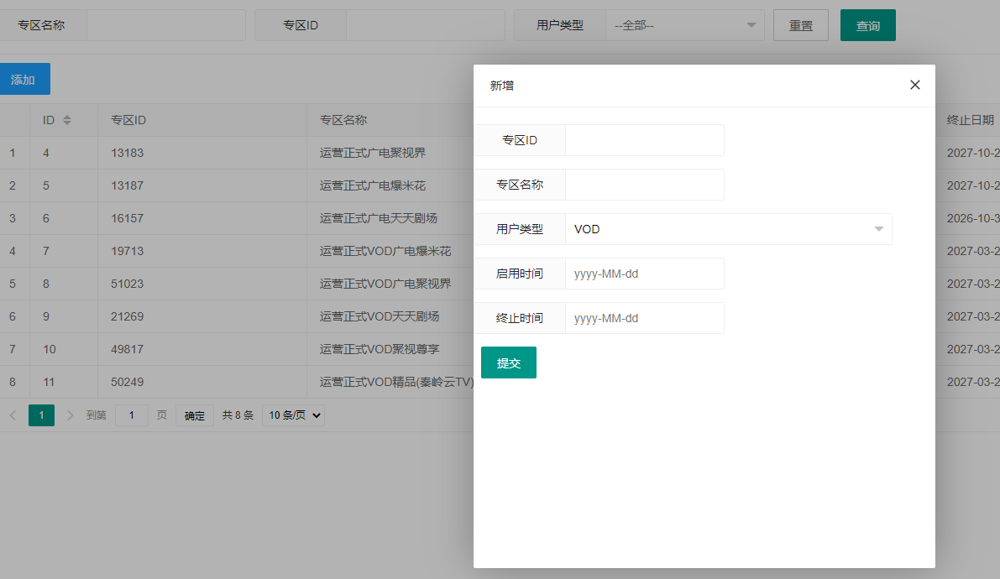 专区名称 专区ID 用户类型 --全部-- 重置 查询
添加
ID 专区ID 专区名称 终止日期
1 4 13183 运营正式广电聚视界 2027-10-2
2 5 13187 运营正式广电爆米花 2027-10-2
3 6 16157 运营正式广电天天剧场 2026-10-3
4 7 19713 运营正式VOD广电爆米花 2027-03-2
5 8 51023 运营正式VOD广电聚视界 2027-03-2
6 9 21269 运营正式VOD天天剧场 2027-03-2
7 10 49817 运营正式VOD聚视尊享 2027-03-2
8 11 50249 运营正式VOD精品(秦岭云TV) 2027-03-2
1 到第 1 页 确定 共 8 条 10 条/页
新增
专区ID
专区名称
用户类型 VOD
启用时间 yyyy-MM-dd
终止时间 yyyy-MM-dd
提交